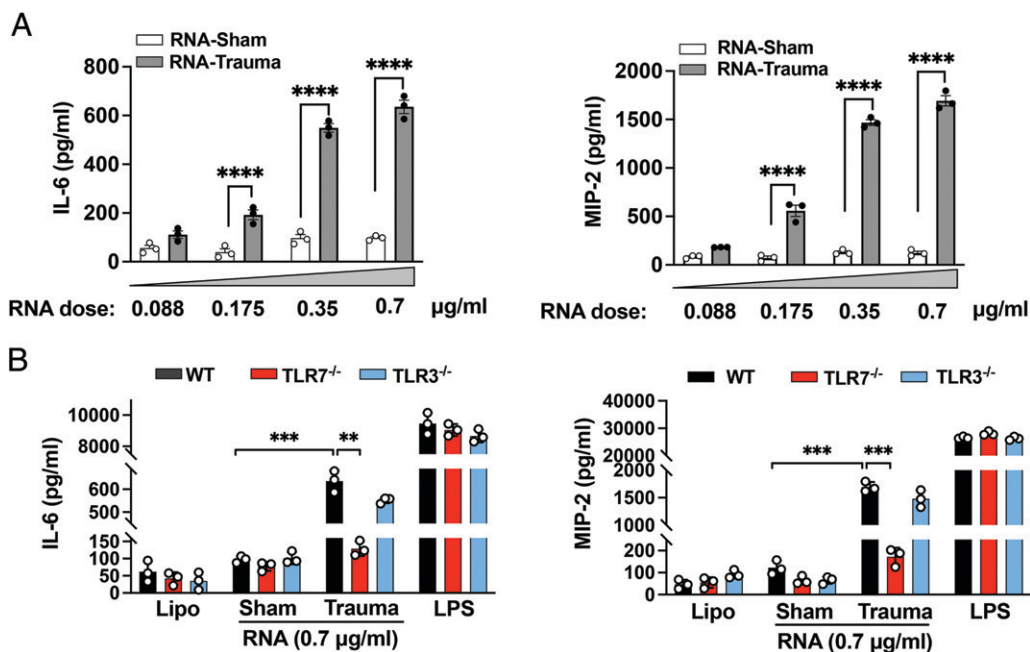 A
RNA-Sham
RNA-Trauma
IL-6 (pg/ml)
800
600
400
200
0
****
****
****
RNA dose: 0.088 0.175 0.35 0.7 µg/ml
RNA-Sham
RNA-Trauma
MIP-2 (pg/ml)
2000
1500
1000
500
0
****
****
****
0.088 0.175 0.35 0.7 µg/ml
B
WT TLR7-/- TLR3-/-
IL-6 (pg/ml)
10000
8000
600
500
150
100
50
0
***
**
Lipo Sham Trauma LPS
RNA (0.7 µg/ml)
WT TLR7-/- TLR3-/-
MIP-2 (pg/ml)
40000
30000
20000
2000
1500
1000
200
100
0
***
***
Lipo Sham Trauma LPS
RNA (0.7 µg/ml)